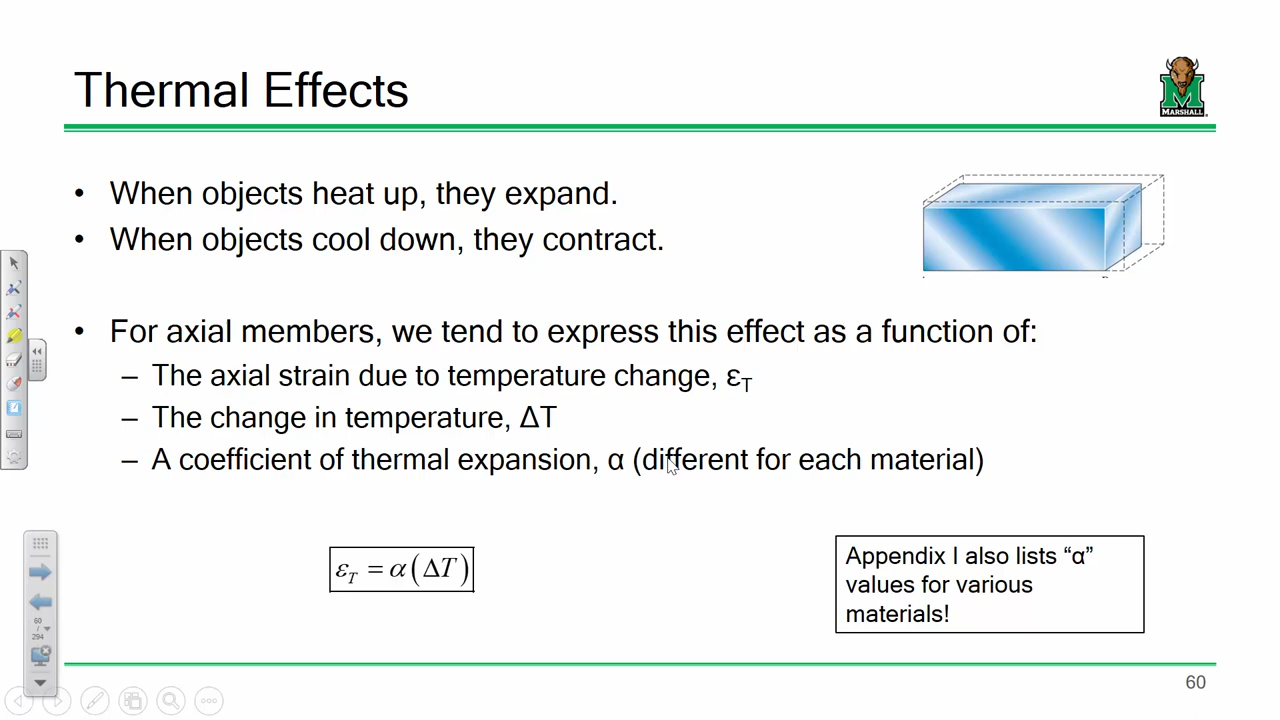 Thermal Effects
MARSHALL
• When objects heat up, they expand.
• When objects cool down, they contract.
• For axial members, we tend to express this effect as a function of:
– The axial strain due to temperature change, εT
– The change in temperature, ΔT
– A coefficient of thermal expansion, α (different for each material)
εT = α(ΔT)
Appendix I also lists “α”
values for various
materials!
60
/
294
60